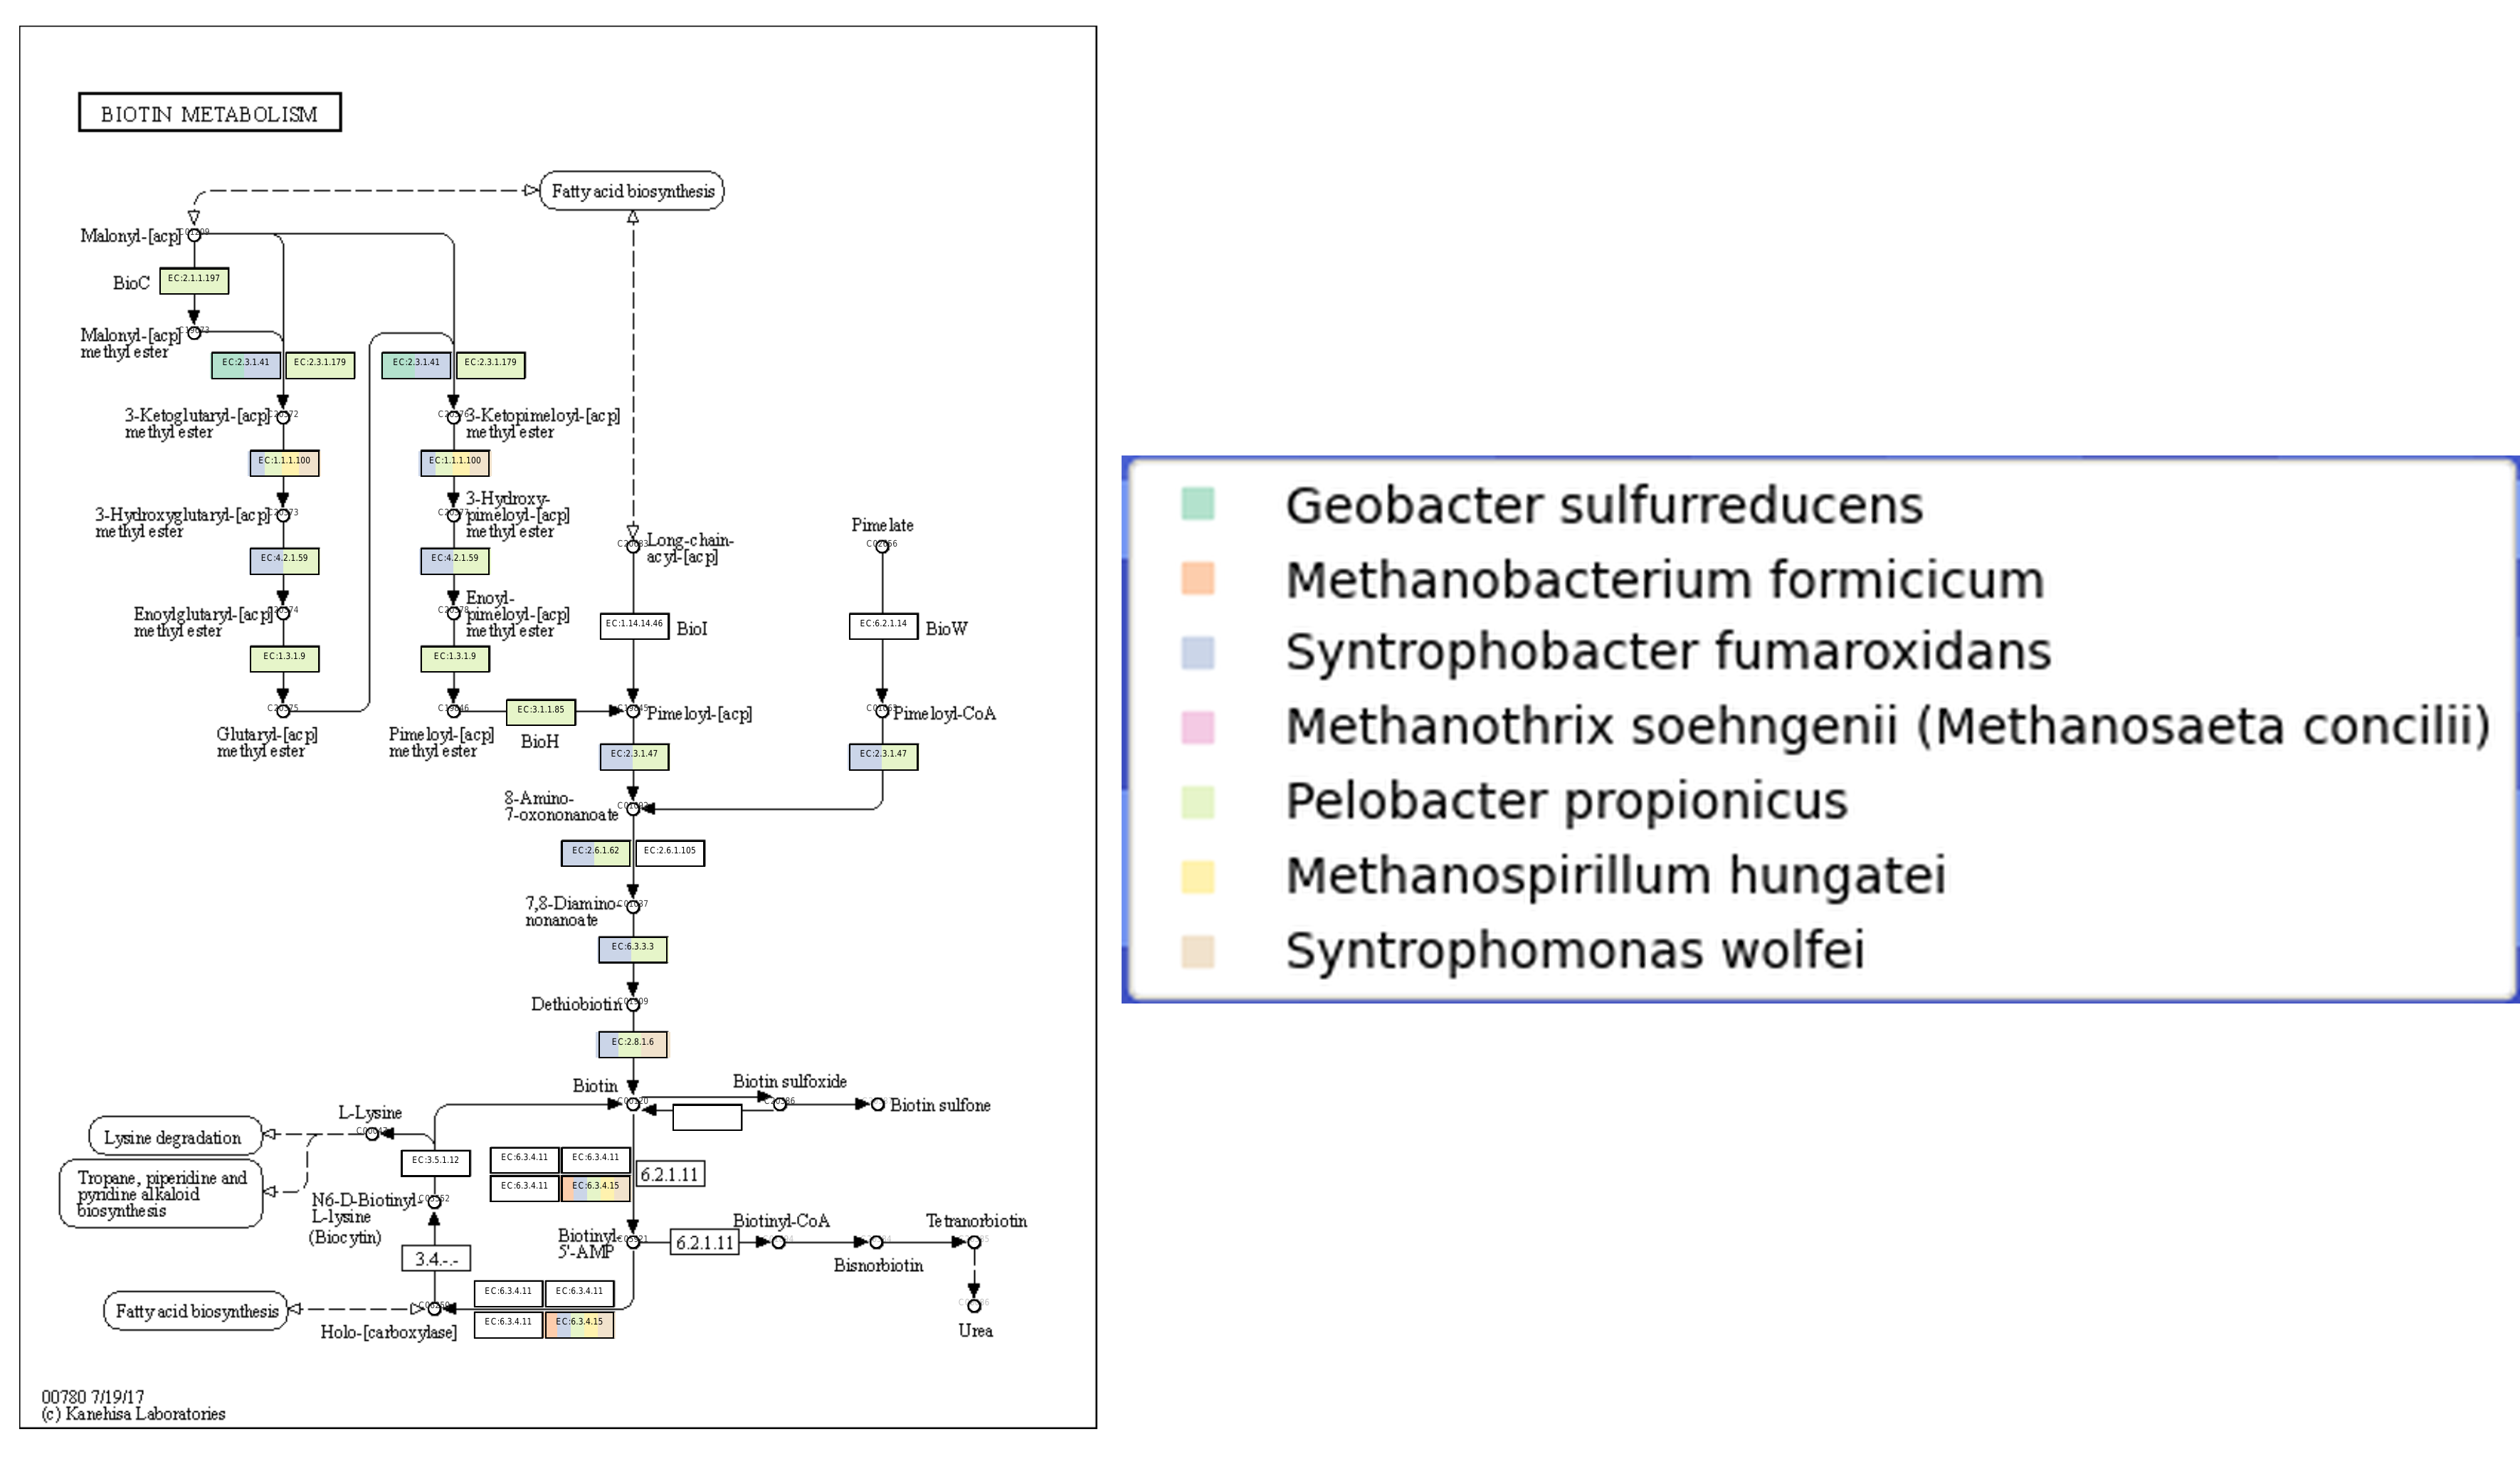 BIOTIN METABOLISM
Fatty acid biosynthesis
Malonyl-[acp]
BioC
EC:2.1.1.197
Malonyl-[acp]
methyl ester
EC:2.3.1.41
EC:2.3.1.179
EC:2.3.1.41
EC:2.3.1.179
3-Ketoglutaryl-[acp]
methyl ester
3-Ketopimeloyl-[acp]
methyl ester
EC:1.1.1.100
EC:1.1.1.100
3-Hydroxyglutaryl-[acp]
methyl ester
3-Hydroxy-
pimeloyl-[acp]
methyl ester
Long-chain-
acyl-[acp]
Pimelate
EC:4.2.1.59
EC:4.2.1.59
Enoylglutaryl-[acp]
methyl ester
Enoyl-
pimeloyl-[acp]
methyl ester
EC:1.14.14.46
BioI
EC:6.2.1.14
BioW
EC:1.3.1.9
EC:1.3.1.9
Glutaryl-[acp]
methyl ester
Pimeloyl-[acp]
methyl ester
EC:3.1.1.85
BioH
Pimeloyl-[acp]
Pimeloyl-CoA
EC:2.3.1.47
EC:2.3.1.47
8-Amino-
7-oxononanoate
EC:2.6.1.62
EC:2.6.1.105
7,8-Diamino-
nonanoate
EC:6.3.3.3
Dethiobiotin
EC:2.8.1.6
Biotin
Biotin sulfoxide
Biotin sulfone
L-Lysine
Lysine degradation
Tropane, piperidine and
pyridine alkaloid
biosynthesis
EC:3.5.1.12
EC:6.3.4.11
EC:6.3.4.11
EC:6.3.4.11
EC:6.3.4.15
6.2.1.11
N6-D-Biotinyl-
L-lysine
(Biocytin)
3.4.-.-
Biotinyl-
5'-AMP
6.2.1.11
Biotinyl-CoA
Bisnorbiotin
Tetranorbiotin
Urea
EC:6.3.4.11
EC:6.3.4.11
EC:6.3.4.11
EC:6.3.4.15
Fatty acid biosynthesis
Holo-[carboxylase]
00780 7/19/17
(c) Kanehisa Laboratories
Geobacter sulfurreducens
Methanobacterium formicicum
Syntrophobacter fumaroxidans
Methanothrix soehngenii (Methanosaeta concilii)
Pelobacter propionicus
Methanospirillum hungatei
Syntrophomonas wolfei